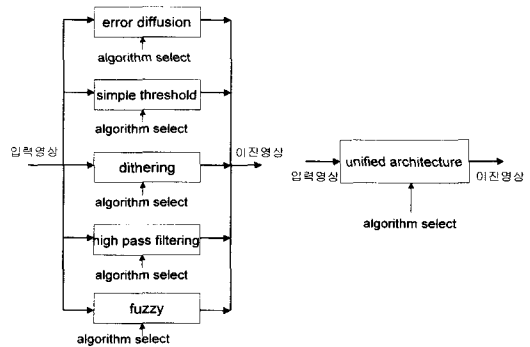 error diffusion
algorithm select
simple threshold
algorithm select
입력영상
dithering
이진영상
algorithm select
high pass filtering
algorithm select
fuzzy
algorithm select
unified architecture
입력영상
이진영상
algorithm select